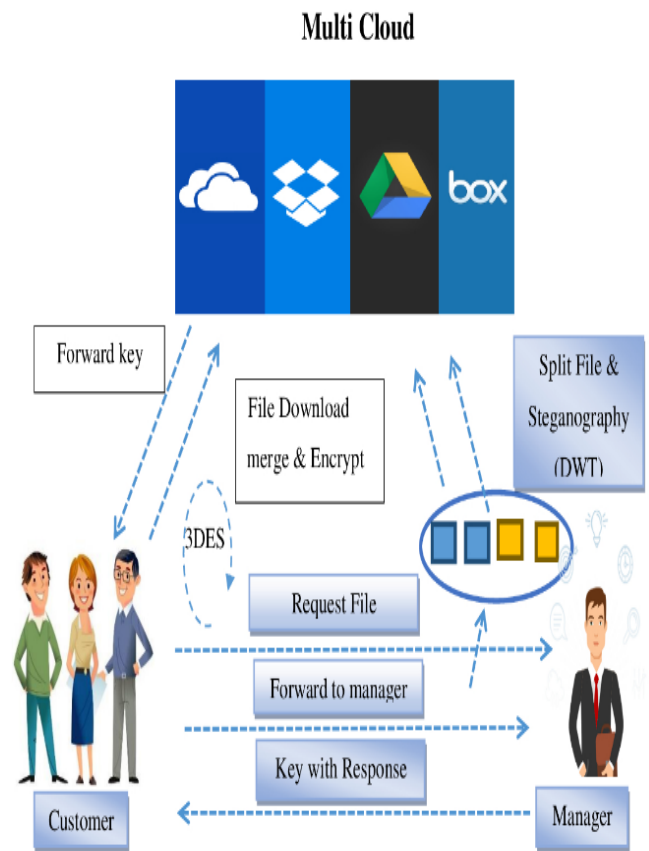 Multi Cloud
box
Forward key
File Download
merge & Encrypt
Split File &
Steganography
(DWT)
3DES
Request File
Forward to manager
Key with Response
Customer
Manager